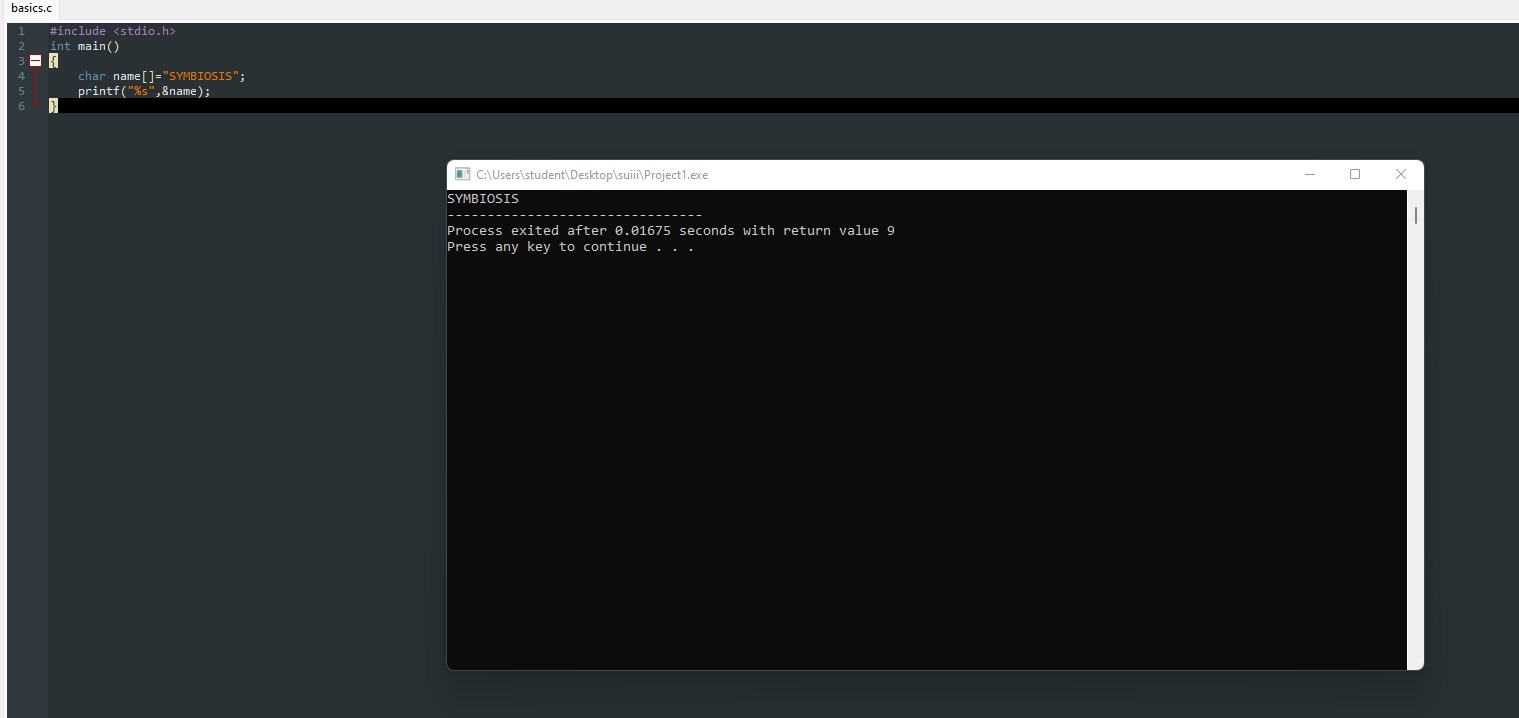 basics.c
1 #include <stdio.h>
2 int main()
3 {
4 char name[]="SYMBIOSIS";
5 printf("%s",&name);
6 }
C:\Users\student\Desktop\suiii\Project1.exe
SYMBIOSIS
--------------------------------
Process exited after 0.01675 seconds with return value 9
Press any key to continue . . .